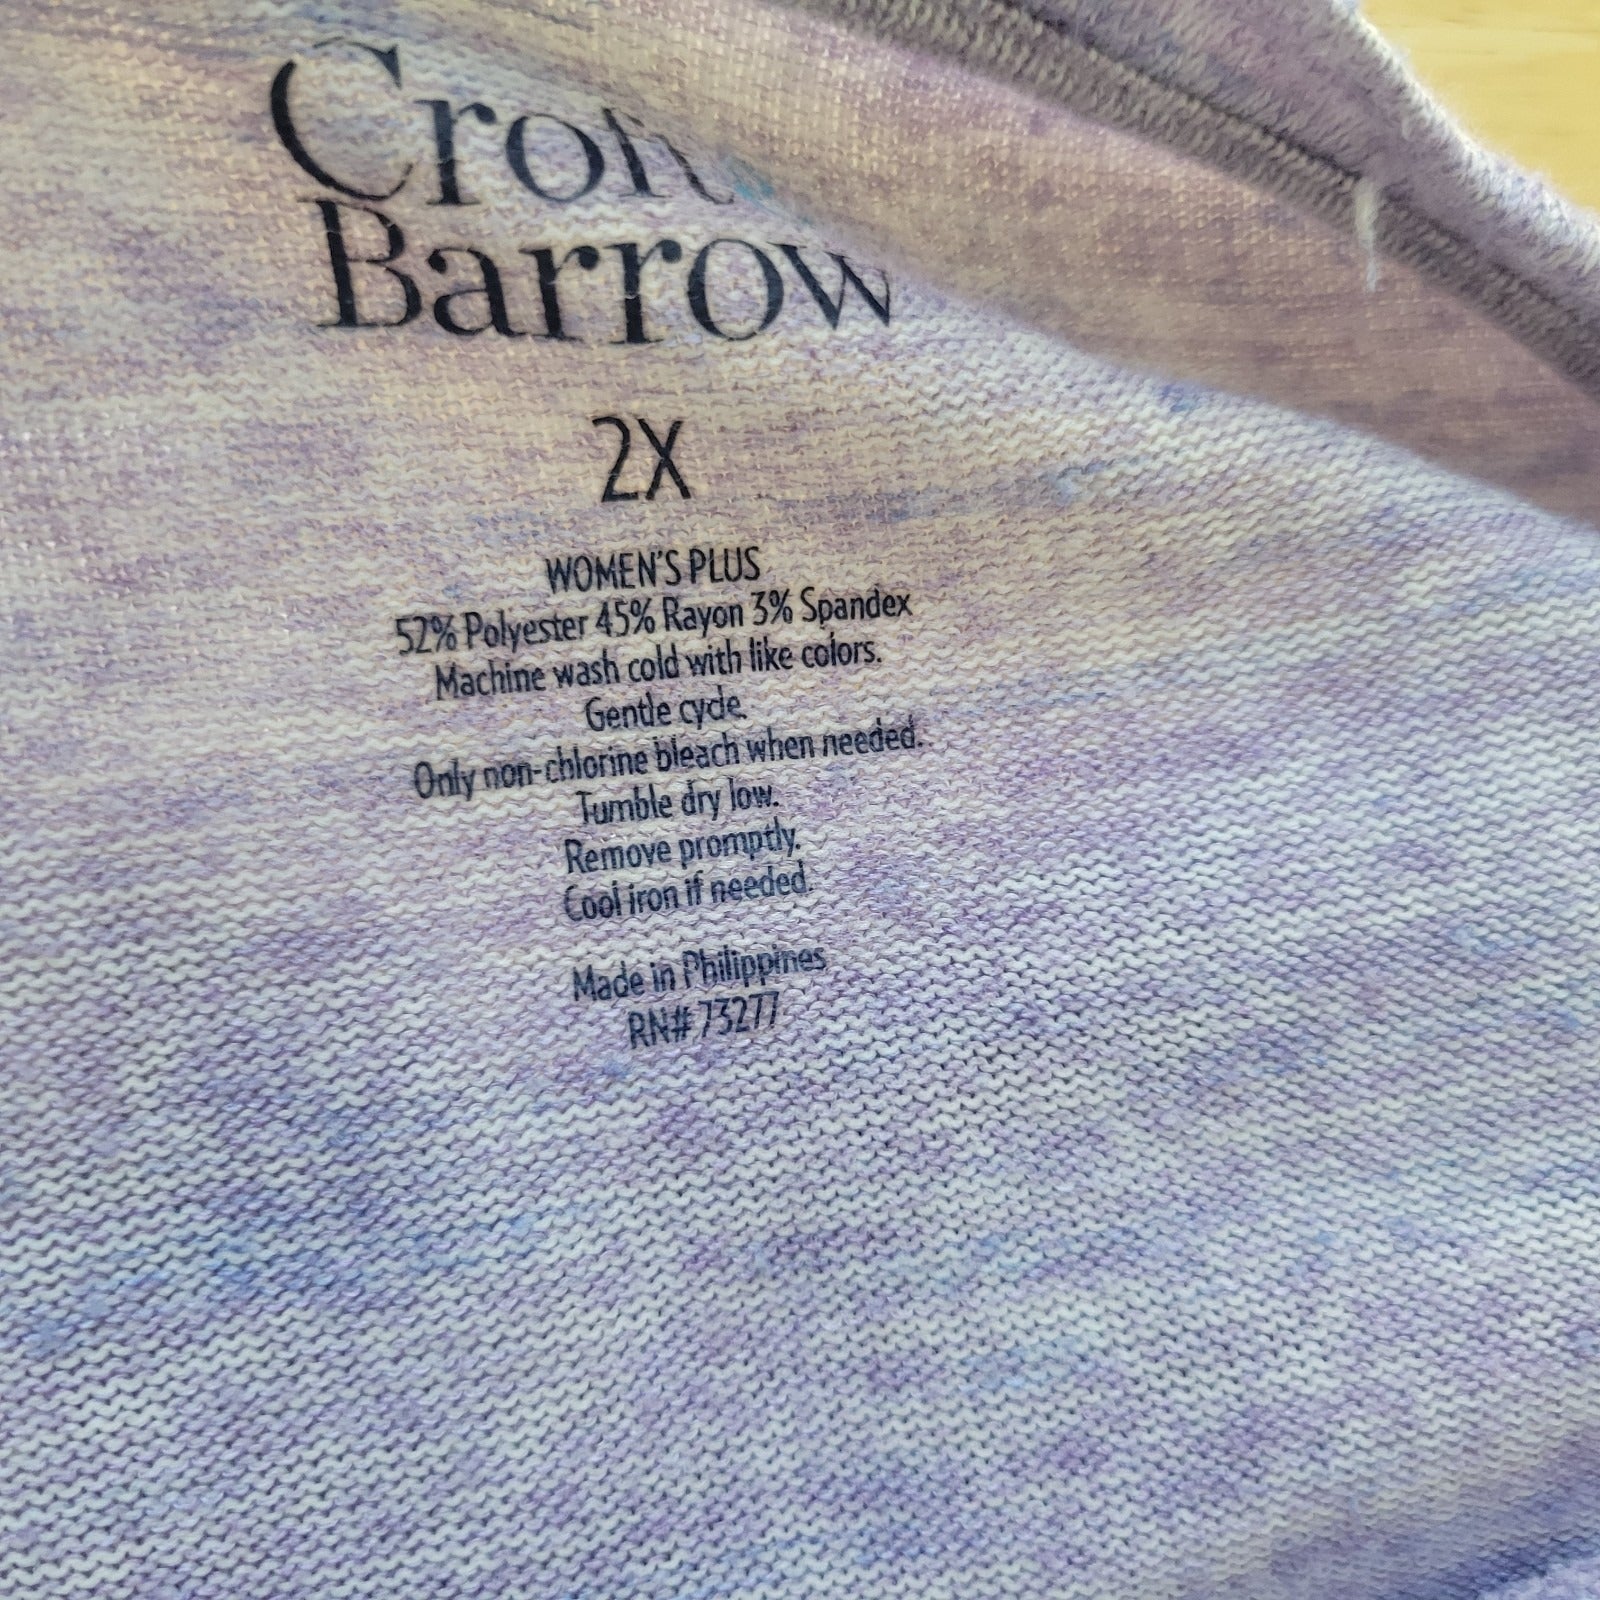 Croft
Barrow
2X
WOMEN'S PLUS
52% Polyester 45% Rayon 3% Spandex
Machine wash cold with like colors.
Gentle cycle.
Only non-chlorine bleach when needed.
Tumble dry low.
Remove promptly.
Cool iron if needed.
Made in Philippines
RN# 73277